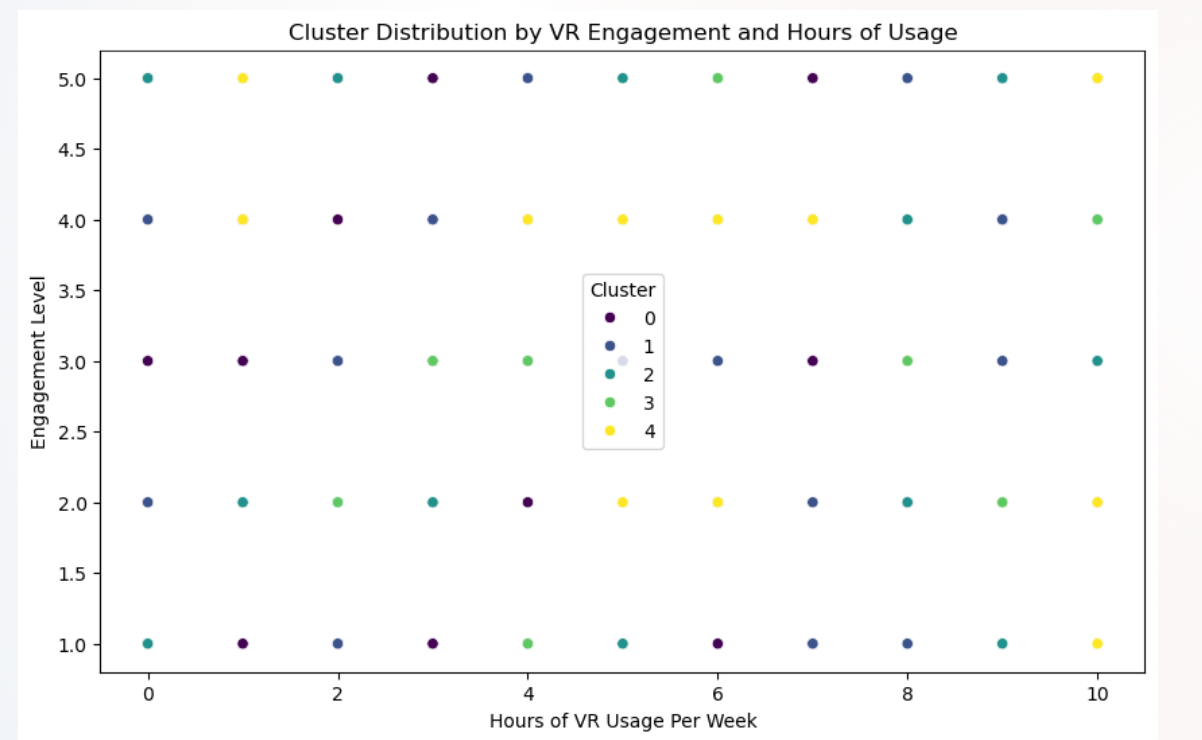 Cluster Distribution by VR Engagement and Hours of Usage
Engagement Level
5.0
4.5
4.0
3.5
3.0
2.5
2.0
1.5
1.0
Cluster
0
1
2
3
4
0 2 4 6 8 10
Hours of VR Usage Per Week